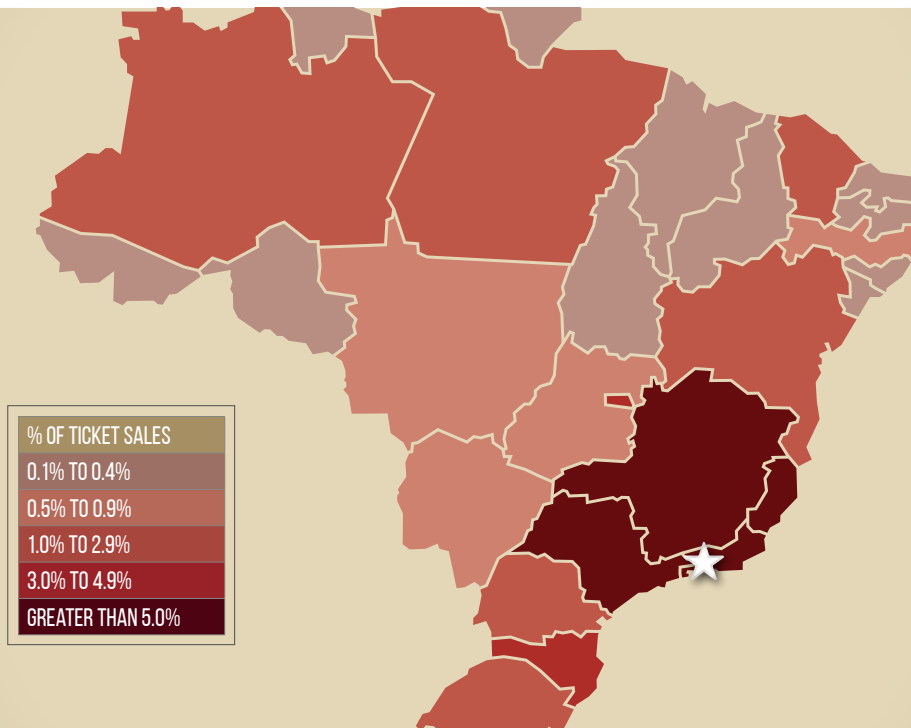 % OF TICKET SALES
0.1% TO 0.4%
0.5% TO 0.9%
1.0% TO 2.9%
3.0% TO 4.9%
GREATER THAN 5.0%